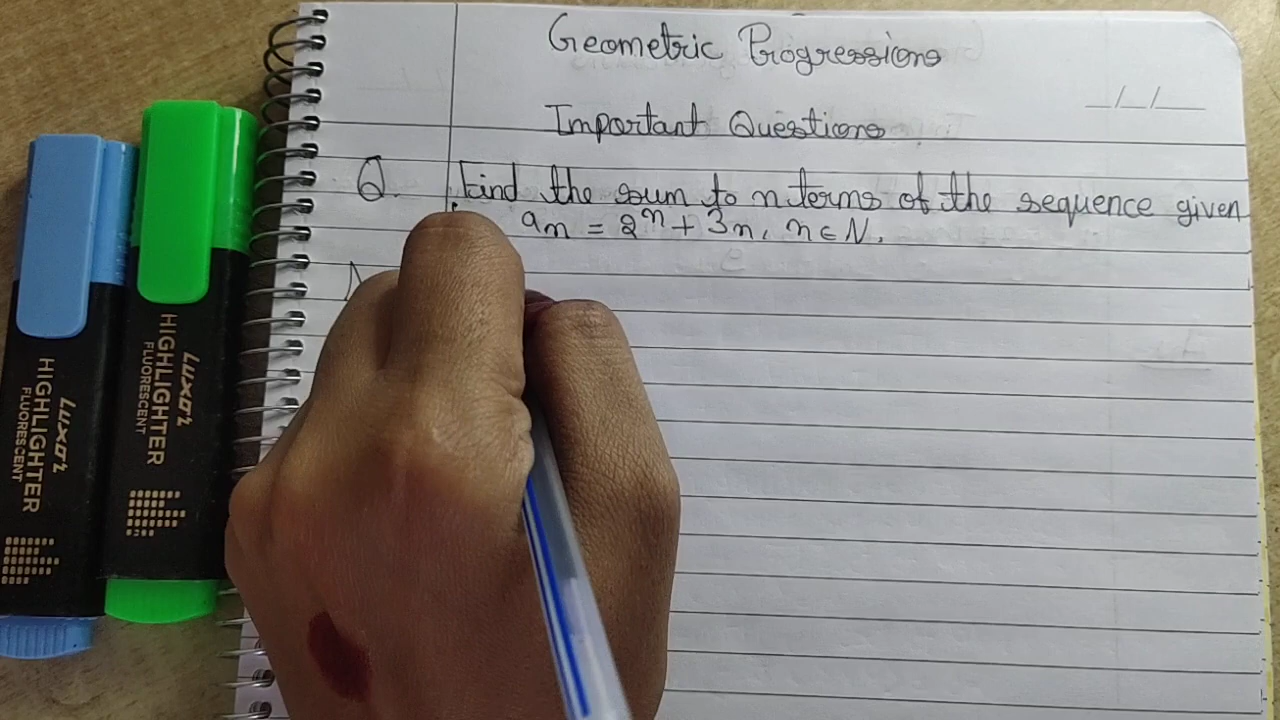 Geometric Progressions
_/_/__
Important Questions
Q. Find the sum to n terms of the sequence given
aₙ = 2ⁿ + 3n, n ∈ N.
Luxor
HIGHLIGHTER
FLUORESCENT
Luxor
HIGHLIGHTER
FLUORESCENT